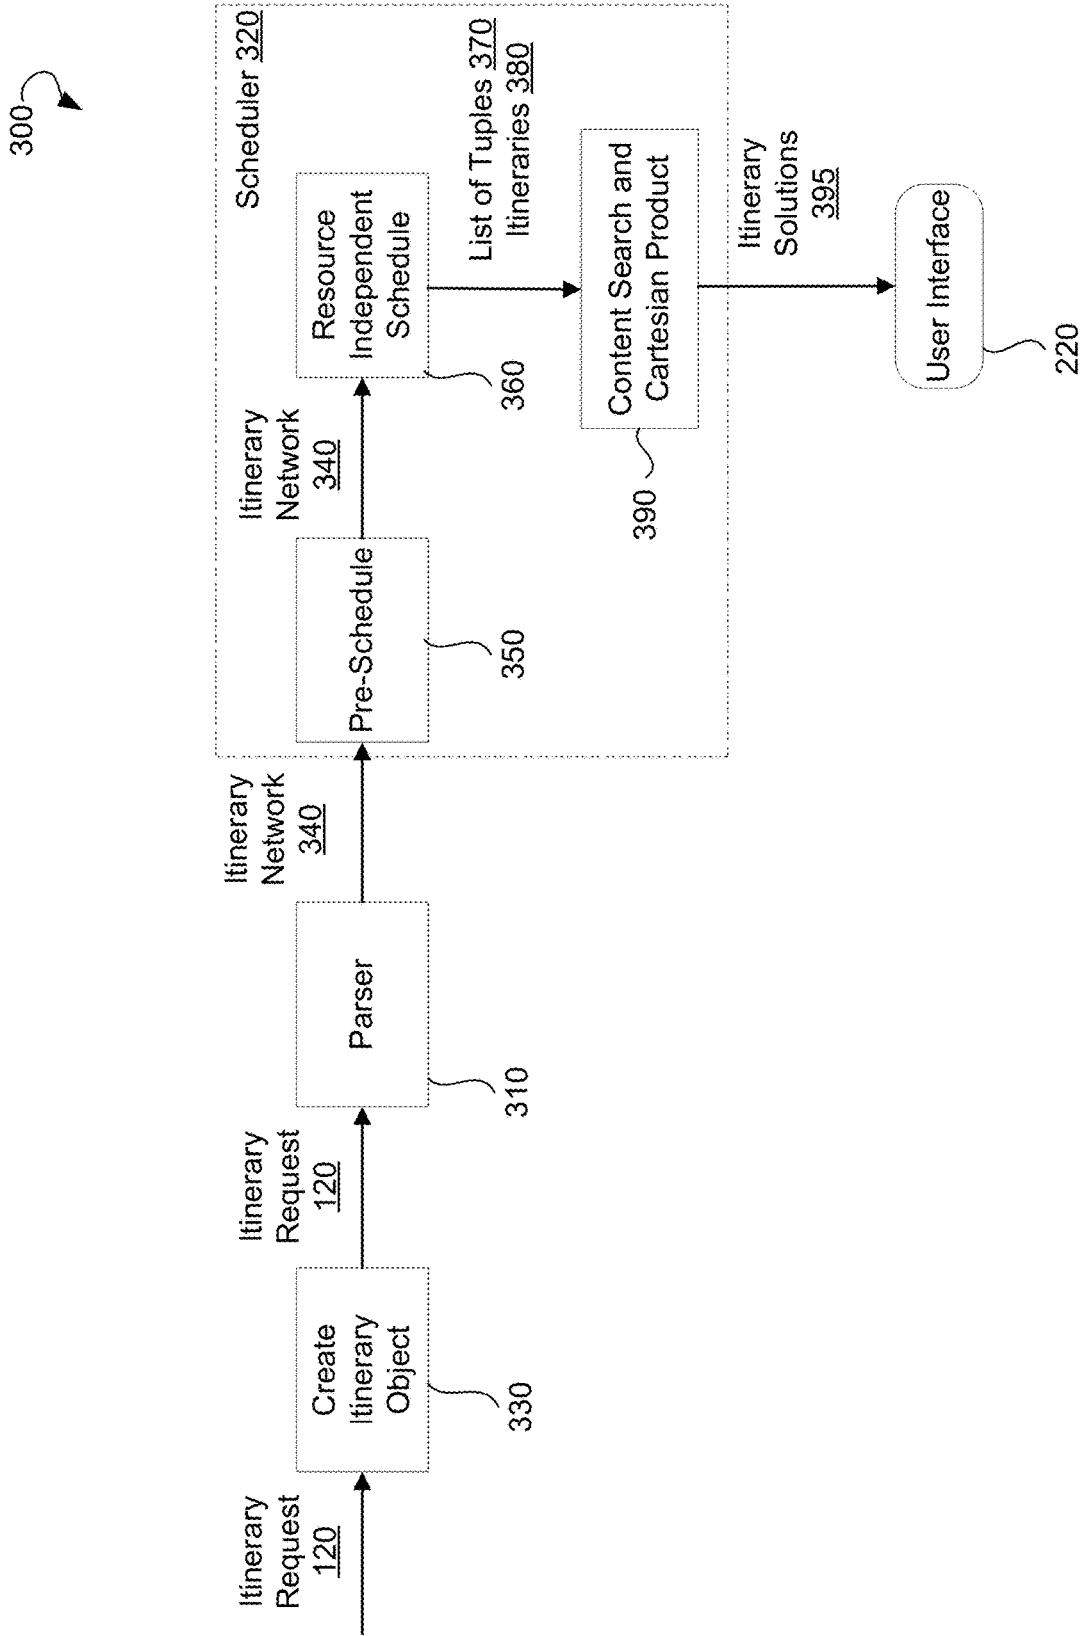 300
Scheduler 320
Itinerary
Request
120
Create
Itinerary
Object
330
Itinerary
Request
120
Parser
310
Itinerary
Network
340
Pre-Schedule
350
Itinerary
Network
340
Resource
Independent
Schedule
360
List of Tuples 370
Itineraries 380
Content Search and
Cartesian Product
390
Itinerary
Solutions
395
User Interface
220